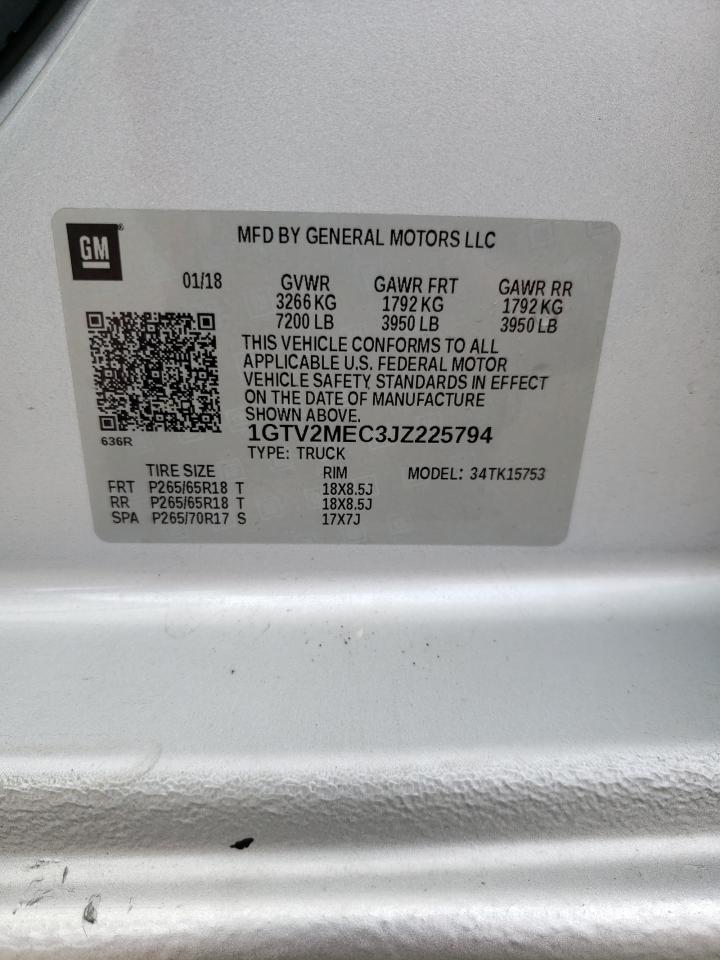 GM
®
MFD BY GENERAL MOTORS LLC
01/18 GVWR GAWR FRT GAWR RR
3266 KG 1792 KG 1792 KG
7200 LB 3950 LB 3950 LB
THIS VEHICLE CONFORMS TO ALL
APPLICABLE U.S. FEDERAL MOTOR
VEHICLE SAFETY STANDARDS IN EFFECT
ON THE DATE OF MANUFACTURE
SHOWN ABOVE.
636R
1GTV2MEC3JZ225794
TYPE: TRUCK
TIRE SIZE RIM MODEL: 34TK15753
FRT P265/65R18 T 18X8.5J
RR P265/65R18 T 18X8.5J
SPA P265/70R17 S 17X7J